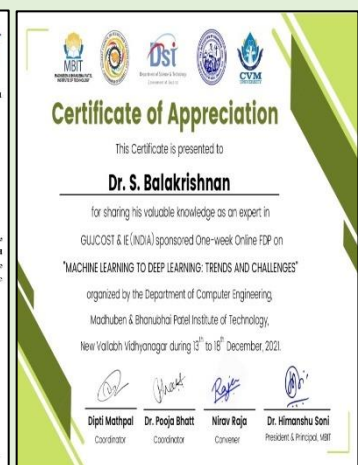 MBIT
Dst
CVM
UNIVERSITY
Certificate of Appreciation
This Certificate is presented to
Dr. S. Balakrishnan
for sharing his valuable knowledge as an expert in
GUJCOST & IE(INDIA) sponsored One-week Online FDP on
"MACHINE LEARNING TO DEEP LEARNING: TRENDS AND CHALLENGES"
organized by the Department of Computer Engineering,
Madhuben & Bhanubhai Patel Institute of Technology,
New Vallabh Vidhyanagar during 13th to 18th December, 2021.
Dipti Mathpal Dr. Pooja Bhatt Nirav Raja Dr. Himanshu Soni
Coordinator Coordinator Convener President & Principal, MBIT